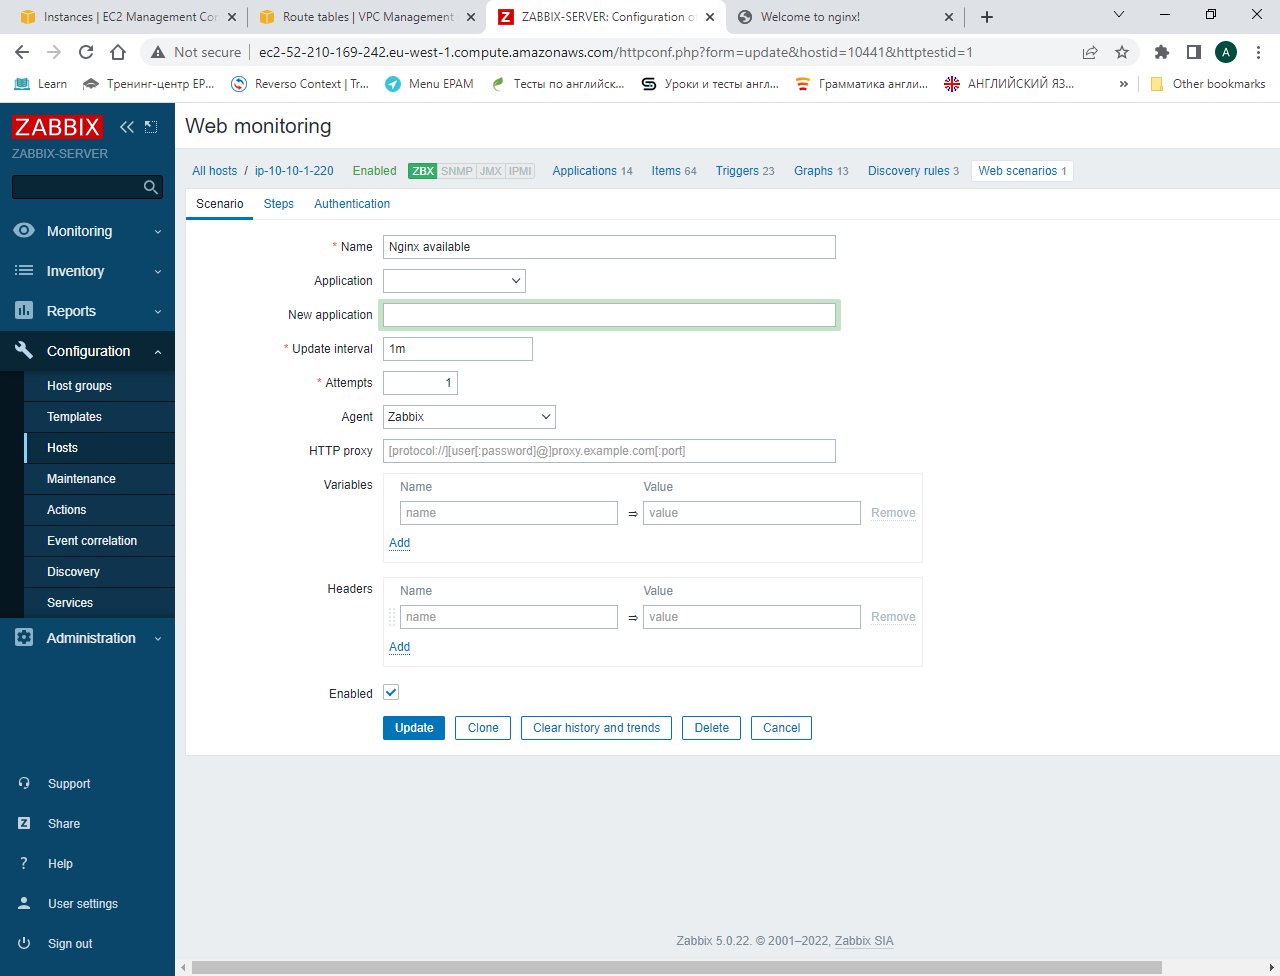 Instances | EC2 Management Con
Route tables | VPC Management
ZABBIX-SERVER: Configuration o
Welcome to nginx!
Not secure
ec2-52-210-169-242.eu-west-1.compute.amazonaws.com/httpconf.php?form=update&hostid=10441&httptestid=1
A
Learn
Тренинг-центр EP...
Reverso Context | Tr...
Menu EPAM
Тесты по английск...
Уроки и тесты англ...
Грамматика англи...
АНГЛИЙСКИЙ ЯЗ...
»
Other bookmarks
ZABBIX
ZABBIX-SERVER
Monitoring
Inventory
Reports
Configuration
Host groups
Templates
Hosts
Maintenance
Actions
Event correlation
Discovery
Services
Administration
Support
Share
Help
User settings
Sign out
Web monitoring
All hosts / ip-10-10-1-220 Enabled ZBX SNMP JMX IPMI Applications 14 Items 64 Triggers 23 Graphs 13 Discovery rules 3 Web scenarios 1
Scenario Steps Authentication
* Name Nginx available
Application
New application
* Update interval 1m
* Attempts 1
Agent Zabbix
HTTP proxy [protocol://][user[:password]@]proxy.example.com[:port]
Variables Name Value
name ⇒ value Remove
Add
Headers Name Value
name ⇒ value Remove
Add
Enabled
Update Clone Clear history and trends Delete Cancel
Zabbix 5.0.22. © 2001–2022, Zabbix SIA